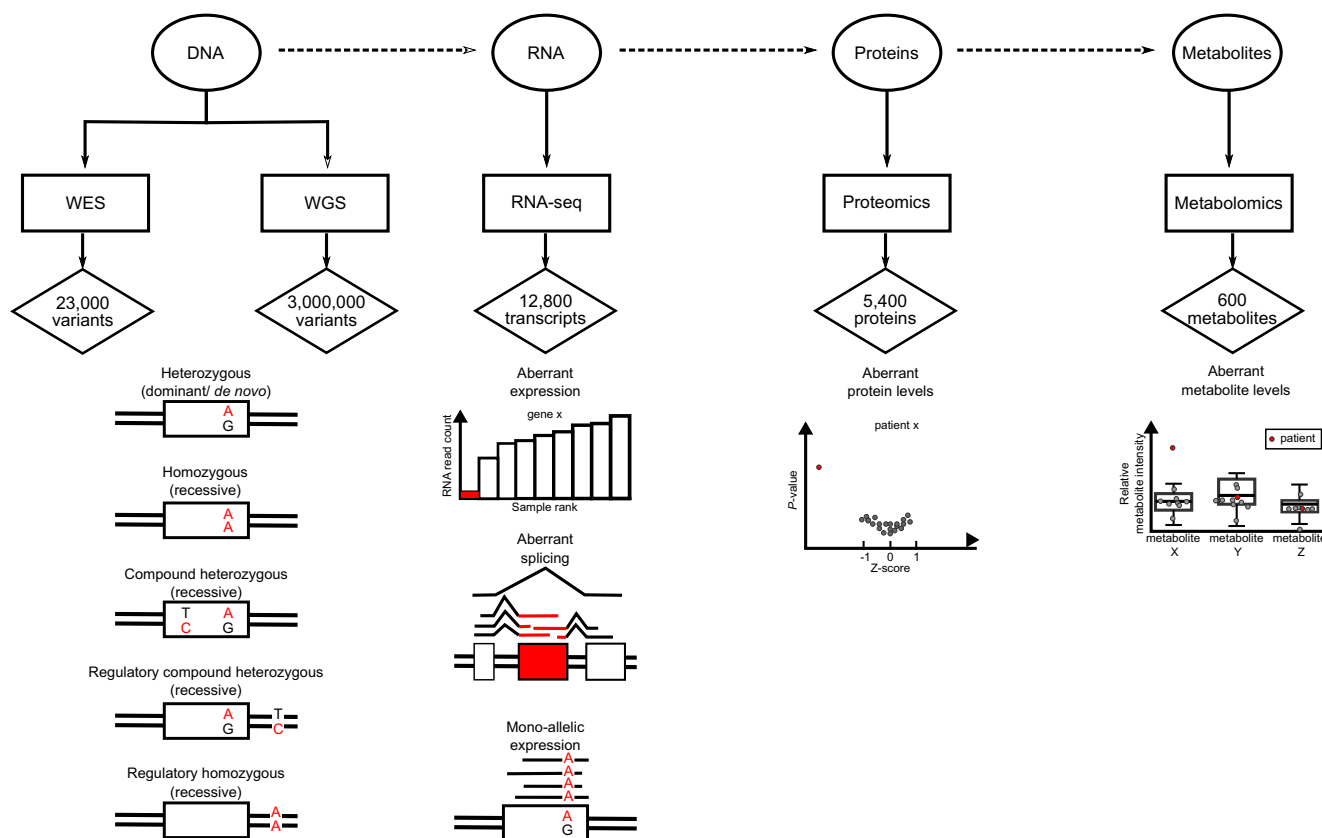 DNA
RNA
Proteins
Metabolites
WES
WGS
RNA-seq
Proteomics
Metabolomics
23,000
variants
3,000,000
variants
12,800
transcripts
5,400
proteins
600
metabolites
Heterozygous
(dominant/ de novo)
A
G
Homozygous
(recessive)
A
A
Compound heterozygous
(recessive)
T A
C G
Regulatory compound heterozygous
(recessive)
A T
G C
Regulatory homozygous
(recessive)
A
A
Aberrant
expression
gene x
RNA read count
Sample rank
Aberrant
splicing
Mono-allelic
expression
A
A
A
A
A
G
Aberrant
protein levels
patient x
P-value
-1 0 1
Z-score
Aberrant
metabolite levels
patient
Relative
metabolite intensity
metabolite metabolite metabolite
X Y Z